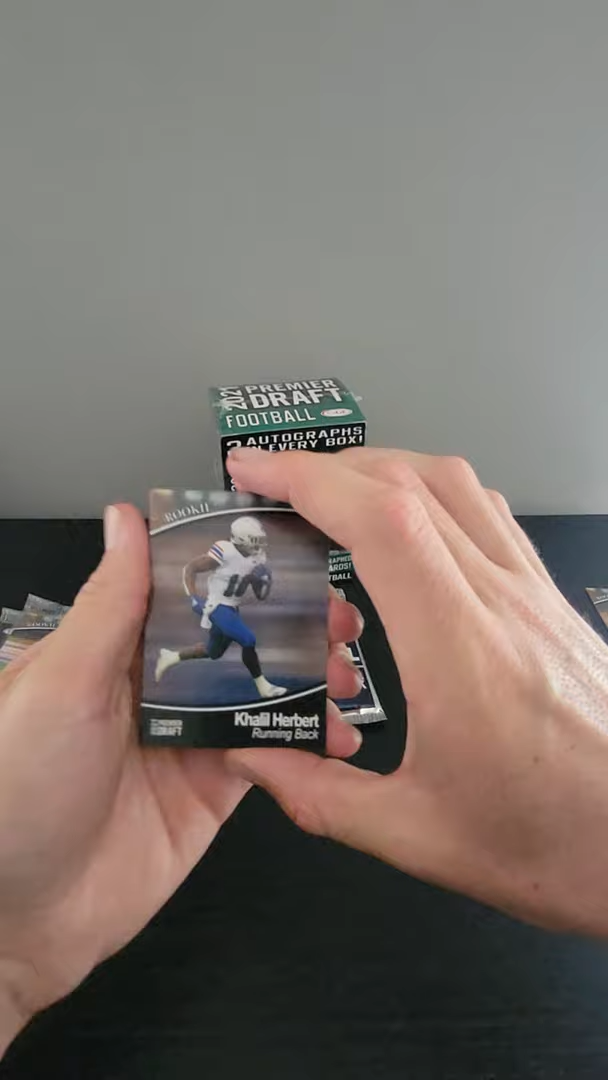 2021 PREMIER
DRAFT
FOOTBALL
AUTOGRAPHS
EVERY BOX!
ROOKIE
Khalil Herbert
Running Back
PREMIER
DRAFT